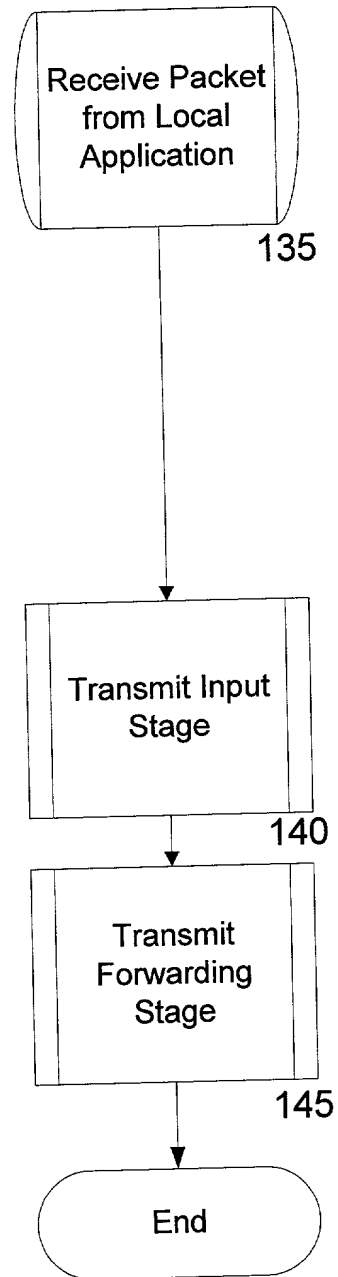 Receive Packet
from Local
Application
135
Transmit Input
Stage
140
Transmit
Forwarding
Stage
145
End